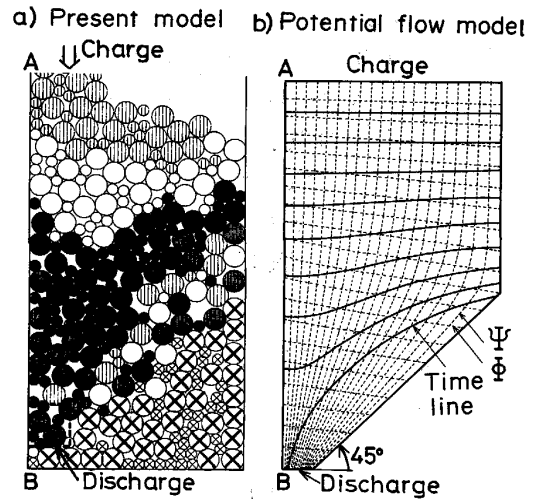 a) Present model
Charge
A
B
Discharge
b) Potential flow model
A
Charge
Ψ
Φ
Time
line
45°
B
Discharge